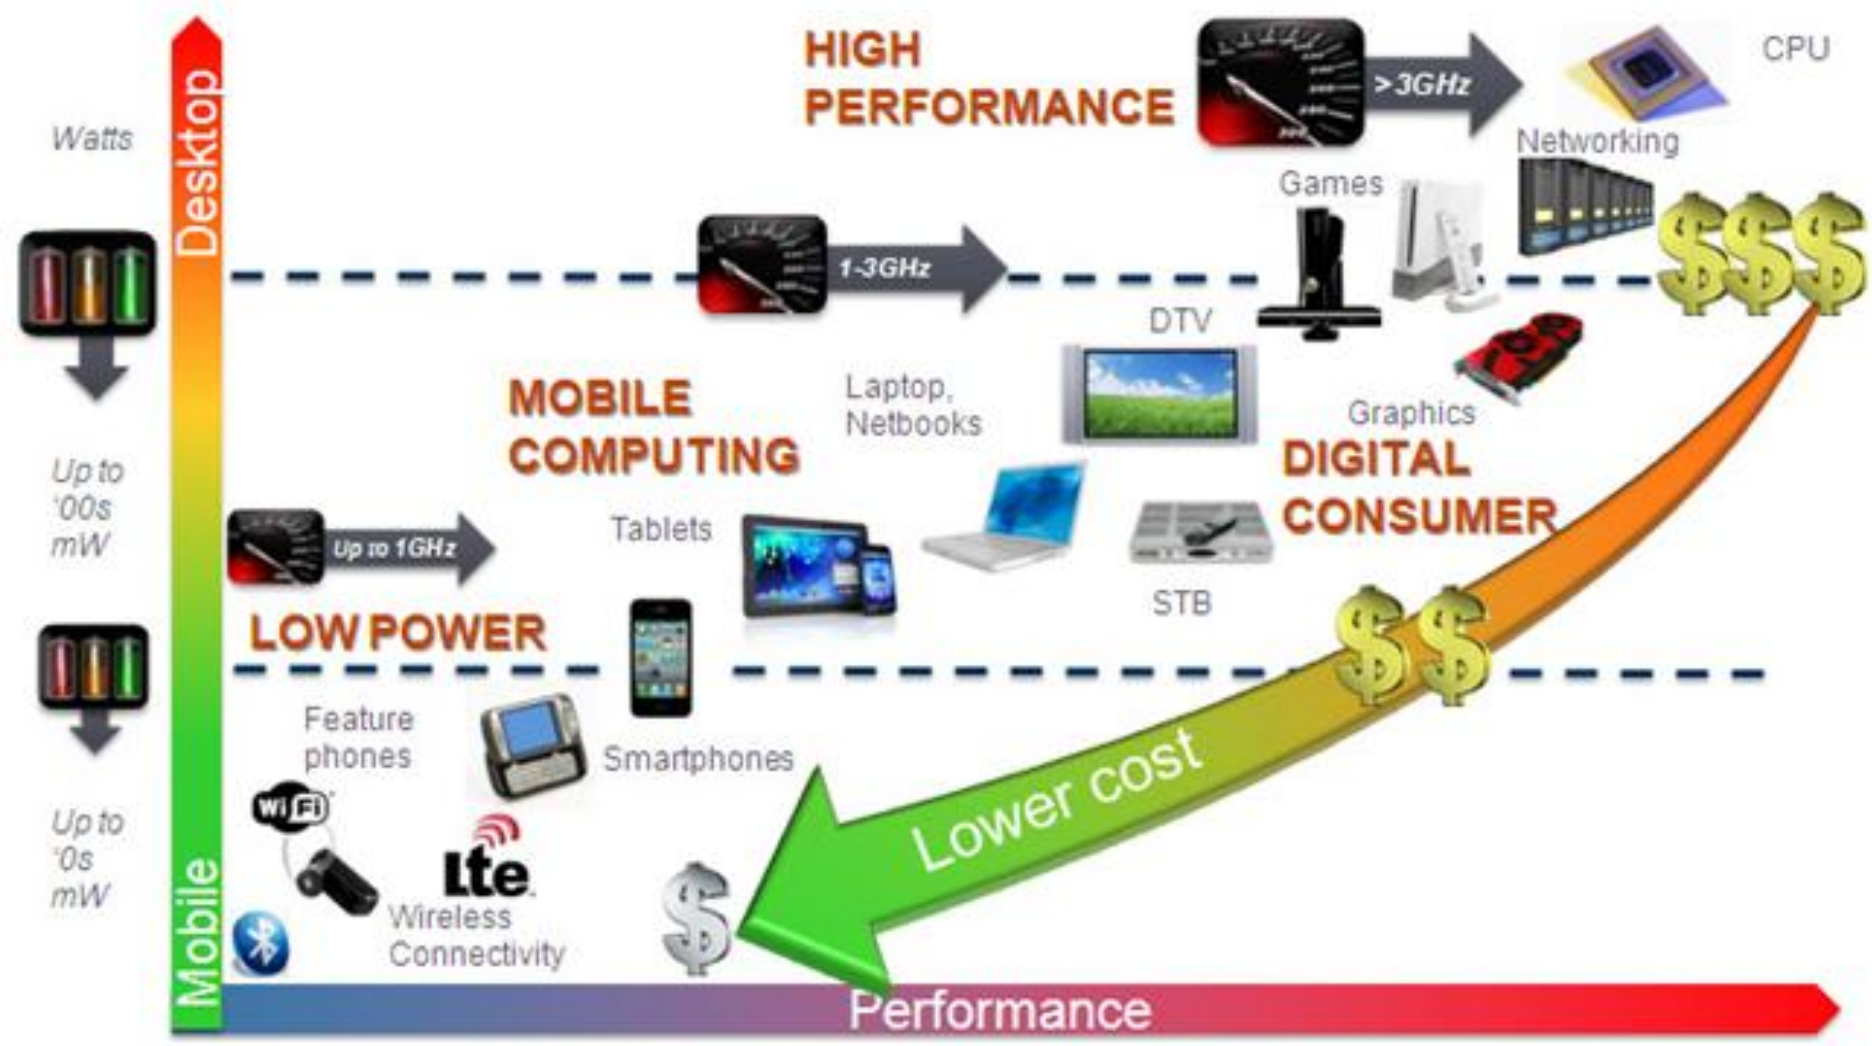 HIGH
PERFORMANCE
>3GHz
CPU
Watts
Desktop
Networking
Games
1-3GHz
DTV
MOBILE
COMPUTING
Laptop,
Netbooks
Graphics
DIGITAL
CONSUMER
Up to
'00s
mW
Up to 1GHz
Tablets
STB
LOW POWER
Feature
phones
Smartphones
Lower cost
WiFi
Lte
Up to
'0s
mW
Mobile
Wireless
Connectivity
Performance